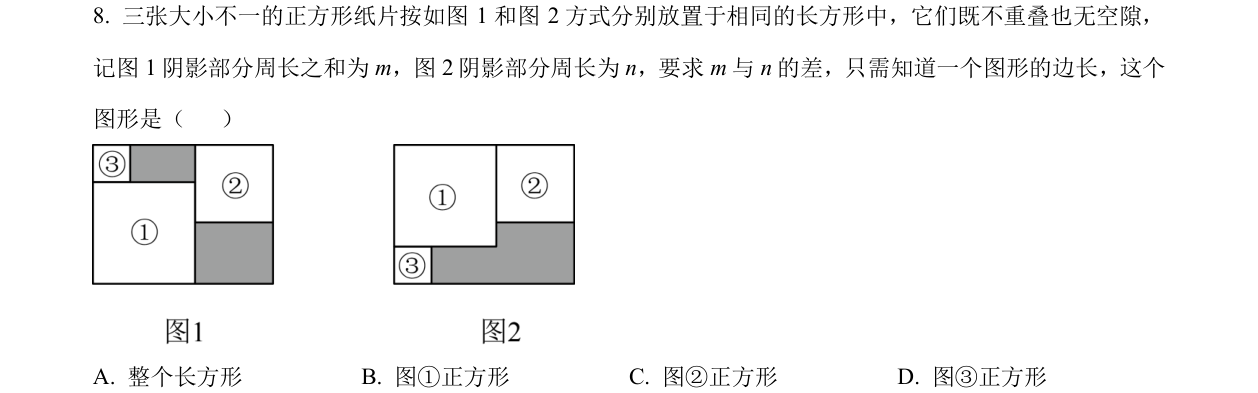 8. 三张大小不一的正方形纸片按如图 1 和图 2 方式分别放置于相同的长方形中，它们既不重叠也无空隙，
记图 1 阴影部分周长之和为 m，图 2 阴影部分周长为 n，要求 m 与 n 的差，只需知道一个图形的边长，这个
图形是（    ）
③ ②
①
① ②
③
图1 图2
A. 整个长方形 B. 图①正方形 C. 图②正方形 D. 图③正方形